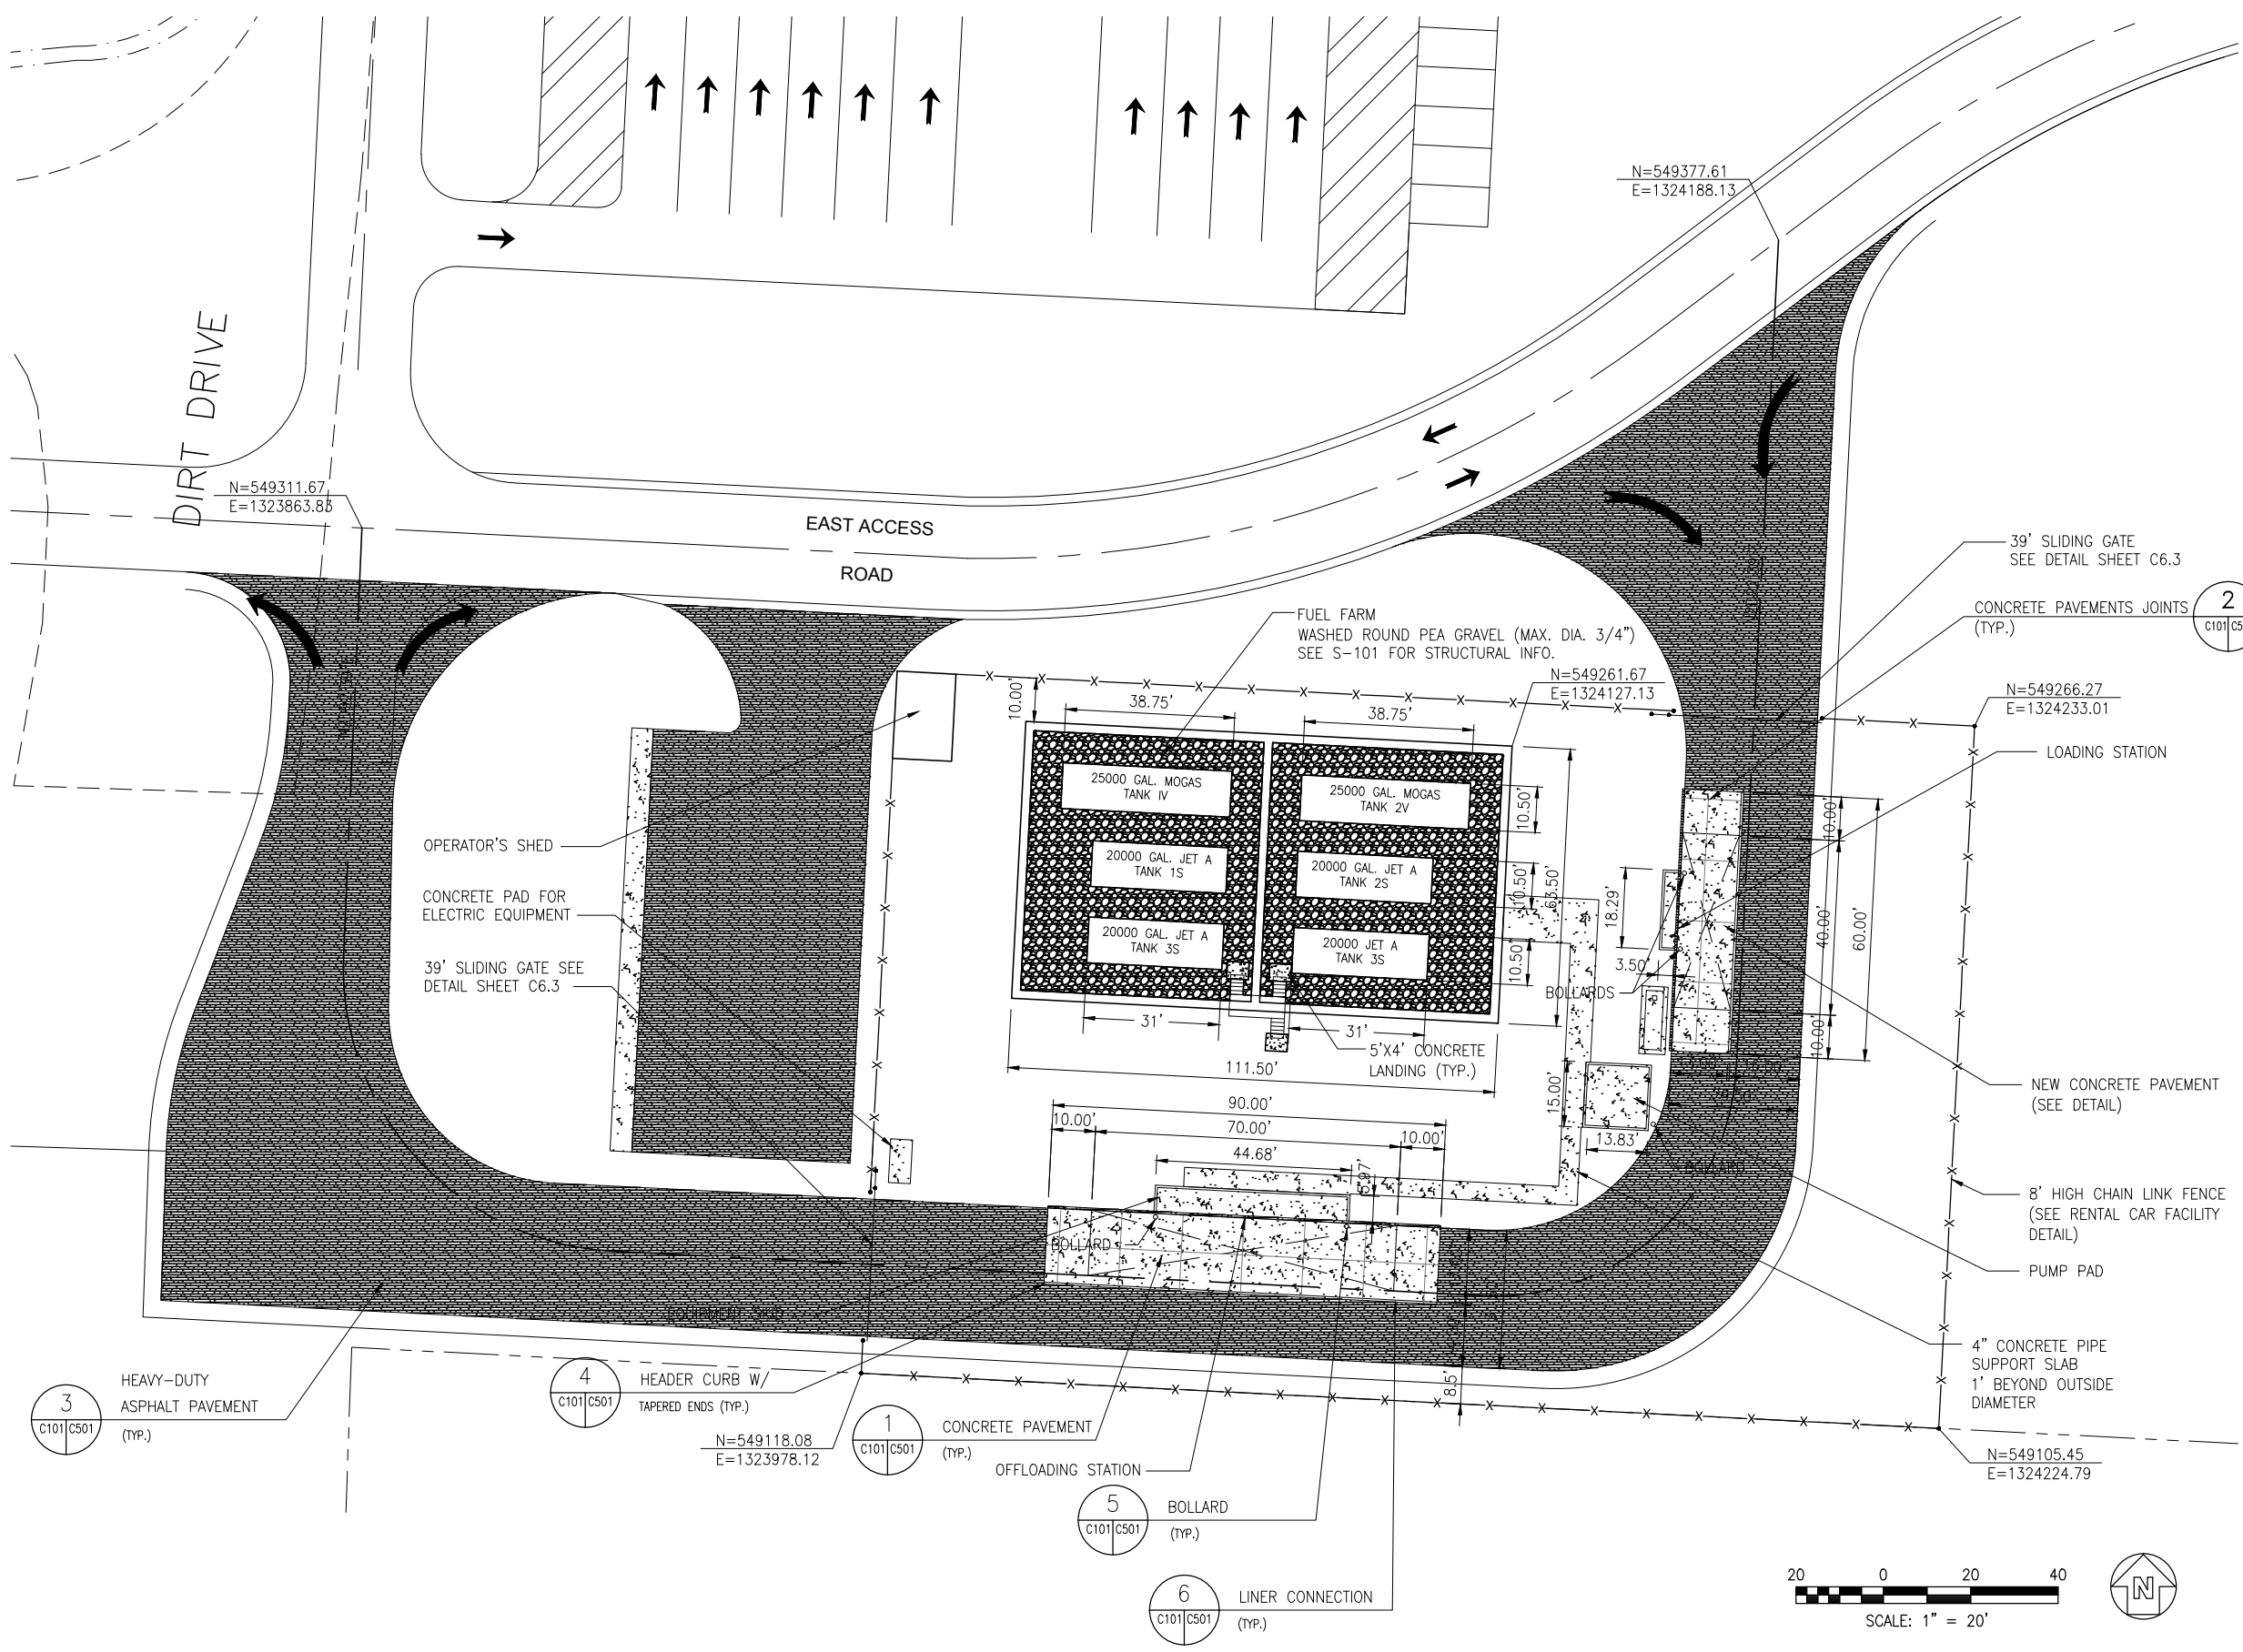 N=549377.61
E=1324188.13
DIRT DRIVE
N=549311.67
E=1323863.83
EAST ACCESS
ROAD
39' SLIDING GATE
SEE DETAIL SHEET C6.3
CONCRETE PAVEMENTS JOINTS
(TYP.)
2
C101
FUEL FARM
WASHED ROUND PEA GRAVEL (MAX. DIA. 3/4")
SEE S-101 FOR STRUCTURAL INFO.
N=549261.67
E=1324127.13
N=549266.27
E=1324233.01
10.00'
38.75'
38.75'
LOADING STATION
25000 GAL. MOGAS
TANK IV
25000 GAL. MOGAS
TANK 2V
10.50'
10.00'
OPERATOR'S SHED
20000 GAL. JET A
TANK 1S
20000 GAL. JET A
TANK 2S
10.50'
63.50'
18.29'
40.00'
60.00'
CONCRETE PAD FOR
ELECTRIC EQUIPMENT
20000 GAL. JET A
TANK 3S
20000 JET A
TANK 3S
10.50'
3.50'
BOLLARDS
39' SLIDING GATE SEE
DETAIL SHEET C6.3
31'
31'
10.00'
5'X4' CONCRETE
LANDING (TYP.)
111.50'
15.00'
NEW CONCRETE PAVEMENT
(SEE DETAIL)
90.00'
10.00'
70.00'
10.00'
13.83'
44.68'
5.97'
BOLLARD
8' HIGH CHAIN LINK FENCE
(SEE RENTAL CAR FACILITY
DETAIL)
BOLLARD
PUMP PAD
EQUIPMENT SKID
4" CONCRETE PIPE
SUPPORT SLAB
1' BEYOND OUTSIDE
DIAMETER
8.51'
3
C101 C501
HEAVY-DUTY
ASPHALT PAVEMENT
(TYP.)
4
C101 C501
HEADER CURB W/
TAPERED ENDS (TYP.)
1
C101 C501
CONCRETE PAVEMENT
(TYP.)
N=549118.08
E=1323978.12
OFFLOADING STATION
N=549105.45
E=1324224.79
5
C101 C501
BOLLARD
(TYP.)
6
C101 C501
LINER CONNECTION
(TYP.)
20 0 20 40
SCALE: 1" = 20'
N